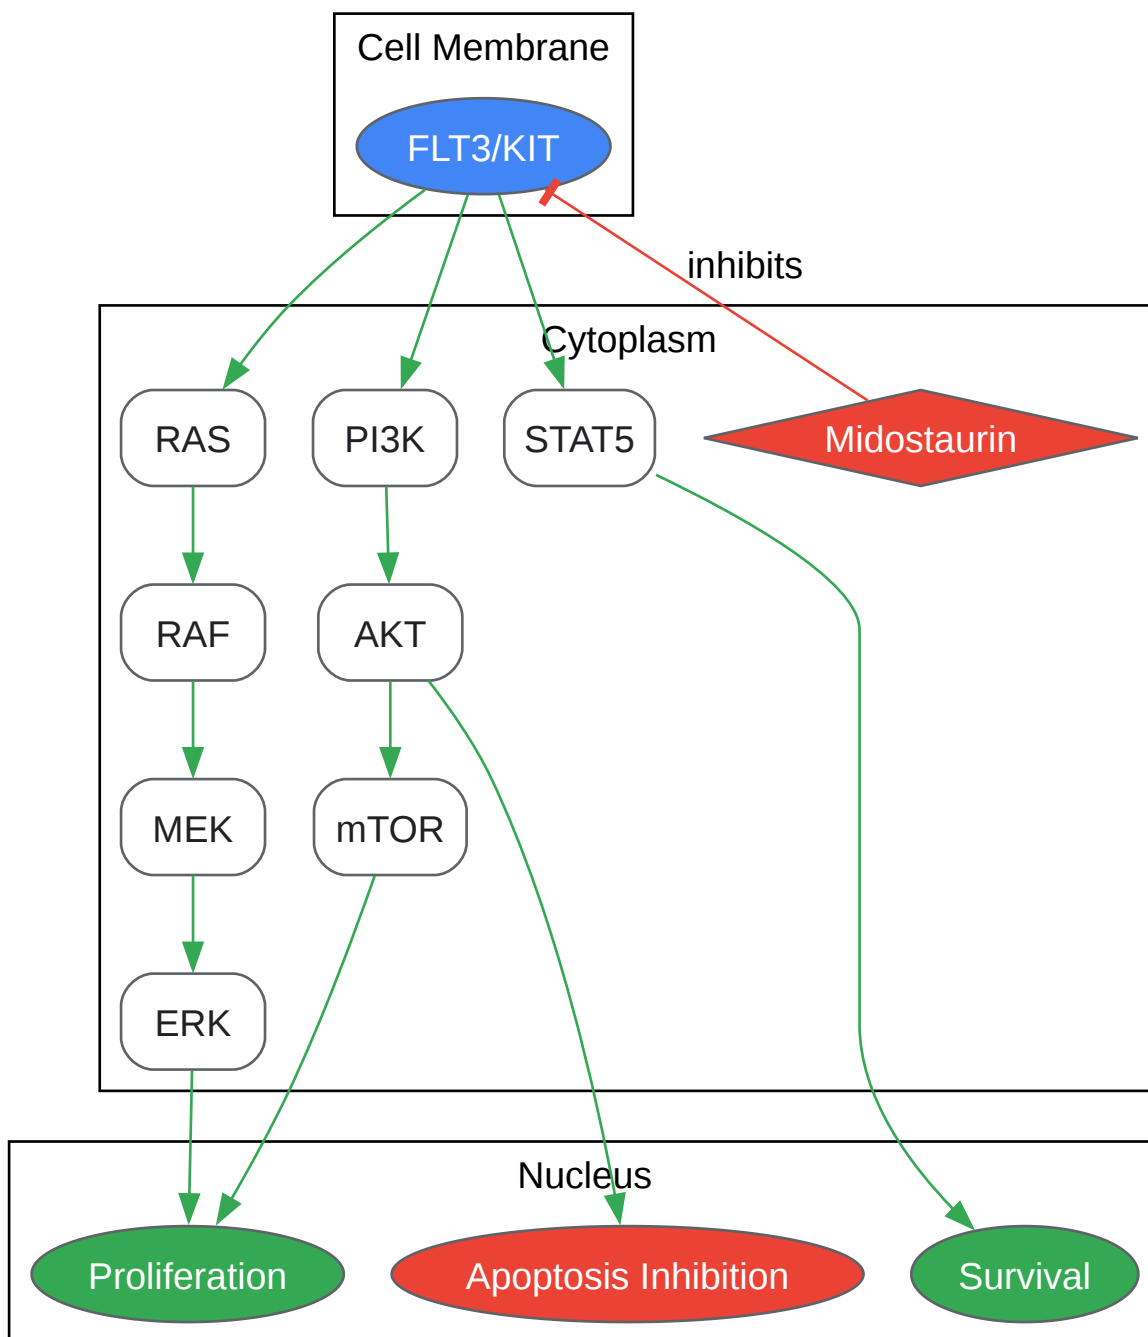 Cell Membrane
FLT3/KIT
inhibits
Cytoplasm
RAS
PI3K
STAT5
Midostaurin
RAF
AKT
MEK
mTOR
ERK
Nucleus
Proliferation
Apoptosis Inhibition
Survival